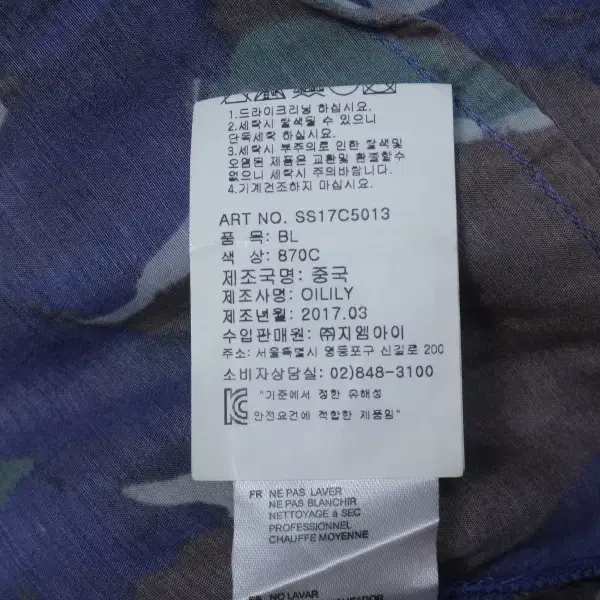 1.드라이크리닝 하십시요.
2.세탁시 탈색될 수 있으니
단독세탁 하십시요.
3.세탁시 부주의로 인한 탈색및
오염된 제품은 교환및 환불할수
없으니 세탁시 주의바랍니다.
4.기계건조하지 마십시요.
ART NO. SS17C5013
품 목: BL
색 상: 870C
제조국명: 중국
제조사명: OILILY
제조년월: 2017.03
수입판매원: ㈜지엠아이
주소: 서울특별시 영등포구 신길로 200
소비자상담실: 02)848-3100
"기준에서 정한 유해성
안전요건에 적합한 제품임"
FR NE PAS LAVER
NE PAS BLANCHIR
NETTOYAGE à SEC
PROFESSIONNEL
CHAUFFE MOYENNE
NO LAVAR